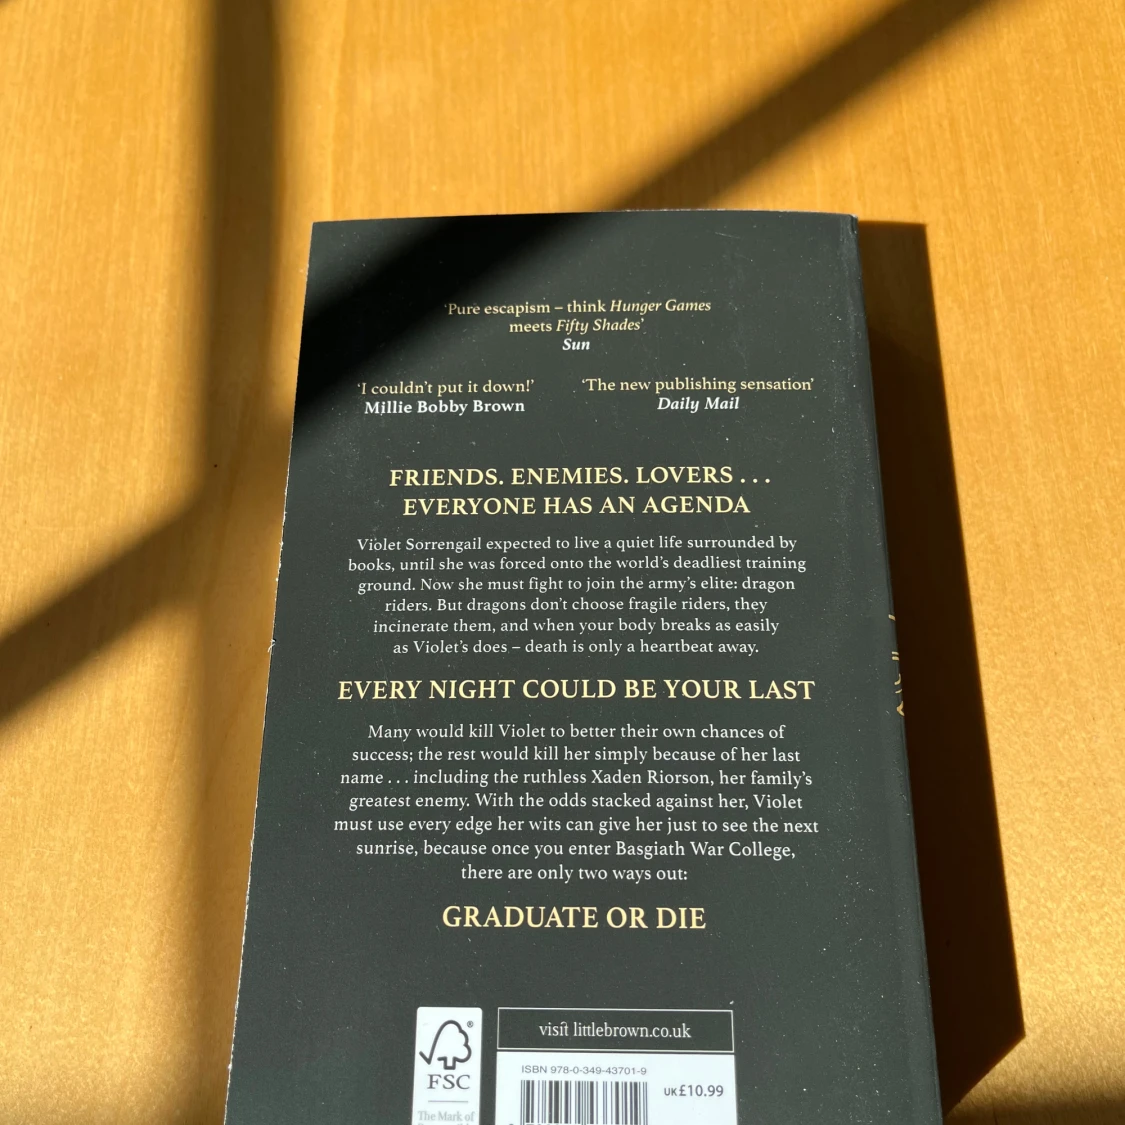 ‘Pure escapism – think Hunger Games
meets Fifty Shades’
Sun
‘I couldn’t put it down!’
Millie Bobby Brown
‘The new publishing sensation’
Daily Mail
FRIENDS. ENEMIES. LOVERS . . .
EVERYONE HAS AN AGENDA
Violet Sorrengail expected to live a quiet life surrounded by
books, until she was forced onto the world’s deadliest training
ground. Now she must fight to join the army’s elite: dragon
riders. But dragons don’t choose fragile riders, they
incinerate them, and when your body breaks as easily
as Violet’s does – death is only a heartbeat away.
EVERY NIGHT COULD BE YOUR LAST
Many would kill Violet to better their own chances of
success; the rest would kill her simply because of her last
name . . . including the ruthless Xaden Riorson, her family’s
greatest enemy. With the odds stacked against her, Violet
must use every edge her wits can give her just to see the next
sunrise, because once you enter Basgiath War College,
there are only two ways out:
GRADUATE OR DIE
®
FSC
The Mark of
visit littlebrown.co.uk
ISBN 978-0-349-43701-9
UK£10.99